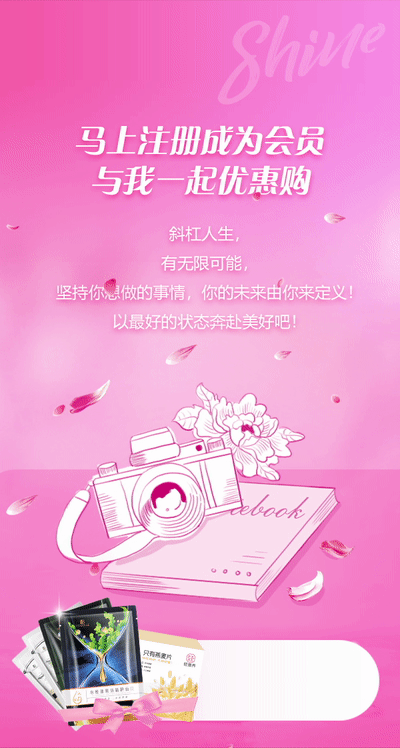 Shine
马上注册成为会员
与我一起优惠购
斜杠人生，
有无限可能，
坚持你想做的事情，你的未来由你来定义！
以最好的状态奔赴美好吧！
tebook
只有燕麦片